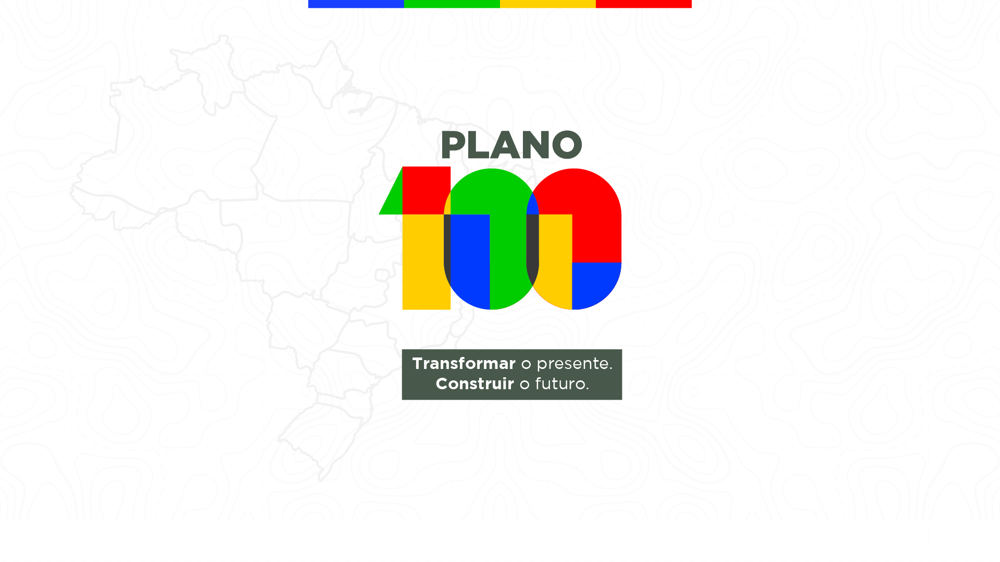 PLANO
100
Transformar o presente.
Construir o futuro.